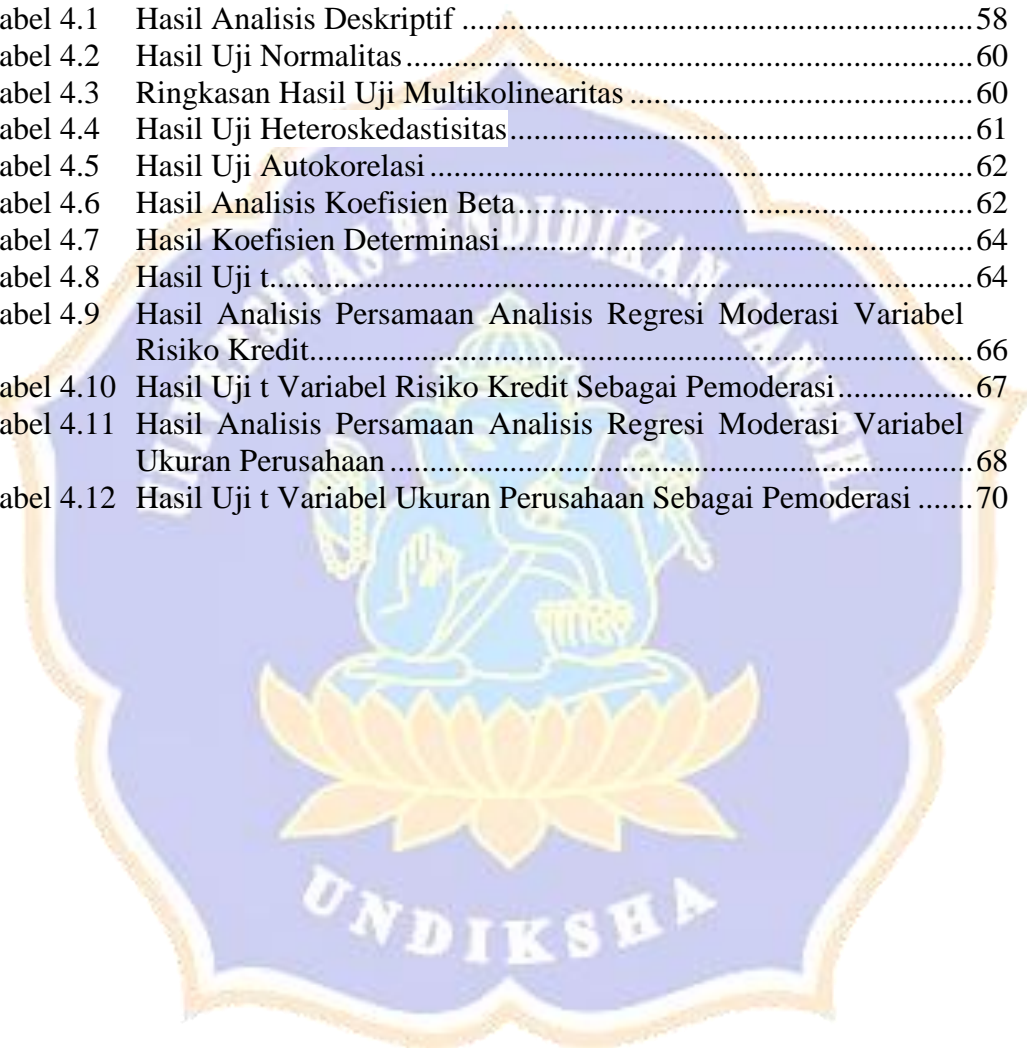 abel 4.1 Hasil Analisis Deskriptif ........................................................................ 58
abel 4.2 Hasil Uji Normalitas ................................................................................ 60
abel 4.3 Ringkasan Hasil Uji Multikolinearitas ................................................ 60
abel 4.4 Hasil Uji Heteroskedastisitas ................................................................ 61
abel 4.5 Hasil Uji Autokorelasi ............................................................................ 62
abel 4.6 Hasil Analisis Koefisien Beta ................................................................ 62
abel 4.7 Hasil Koefisien Determinasi .................................................................. 64
abel 4.8 Hasil Uji t ................................................................................................ 64
abel 4.9 Hasil Analisis Persamaan Analisis Regresi Moderasi Variabel
Risiko Kredit ............................................................................................ 66
abel 4.10 Hasil Uji t Variabel Risiko Kredit Sebagai Pemoderasi ................. 67
abel 4.11 Hasil Analisis Persamaan Analisis Regresi Moderasi Variabel
Ukuran Perusahaan ................................................................................ 68
abel 4.12 Hasil Uji t Variabel Ukuran Perusahaan Sebagai Pemoderasi ....... 70
UNIVERSITAS PENDIDIKAN GANESHA
UNDIKSHA